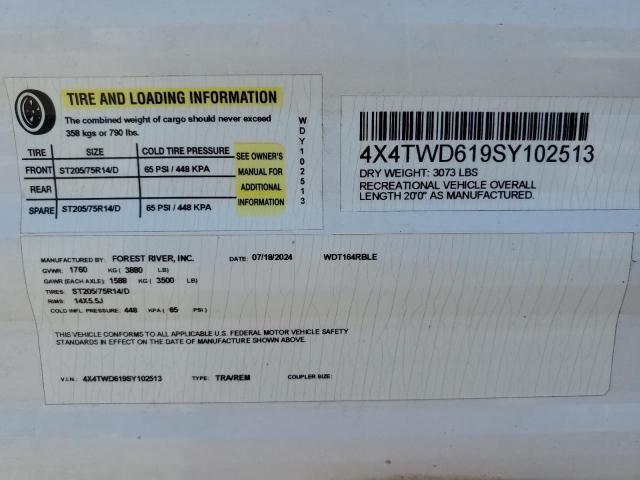 TIRE AND LOADING INFORMATION
The combined weight of cargo should never exceed
358 kgs or 790 lbs.
TIRE SIZE COLD TIRE PRESSURE
FRONT ST205/75R14/D 65 PSI / 448 KPA
REAR
SPARE ST205/75R14/D 65 PSI / 448 KPA
SEE OWNER'S
MANUAL FOR
ADDITIONAL
INFORMATION
WDY102513
4X4TWD619SY102513
DRY WEIGHT: 3073 LBS
RECREATIONAL VEHICLE OVERALL
LENGTH 20'0" AS MANUFACTURED.
MANUFACTURED BY: FOREST RIVER, INC. DATE: 07/18/2024 WDT164RBLE
GVWR: 1760 KG ( 3880 LB)
GAWR (EACH AXLE): 1588 KG ( 3500 LB)
TIRES: ST205/75R14/D
RIMS: 14X5.5J
COLD INFL. PRESSURE: 448 KPA ( 65 PSI)
THIS VEHICLE CONFORMS TO ALL APPLICABLE U.S. FEDERAL MOTOR VEHICLE SAFETY
STANDARDS IN EFFECT ON THE DATE OF MANUFACTURE SHOWN ABOVE.
V.I.N.: 4X4TWD619SY102513 TYPE: TRA/REM COUPLER SIZE: